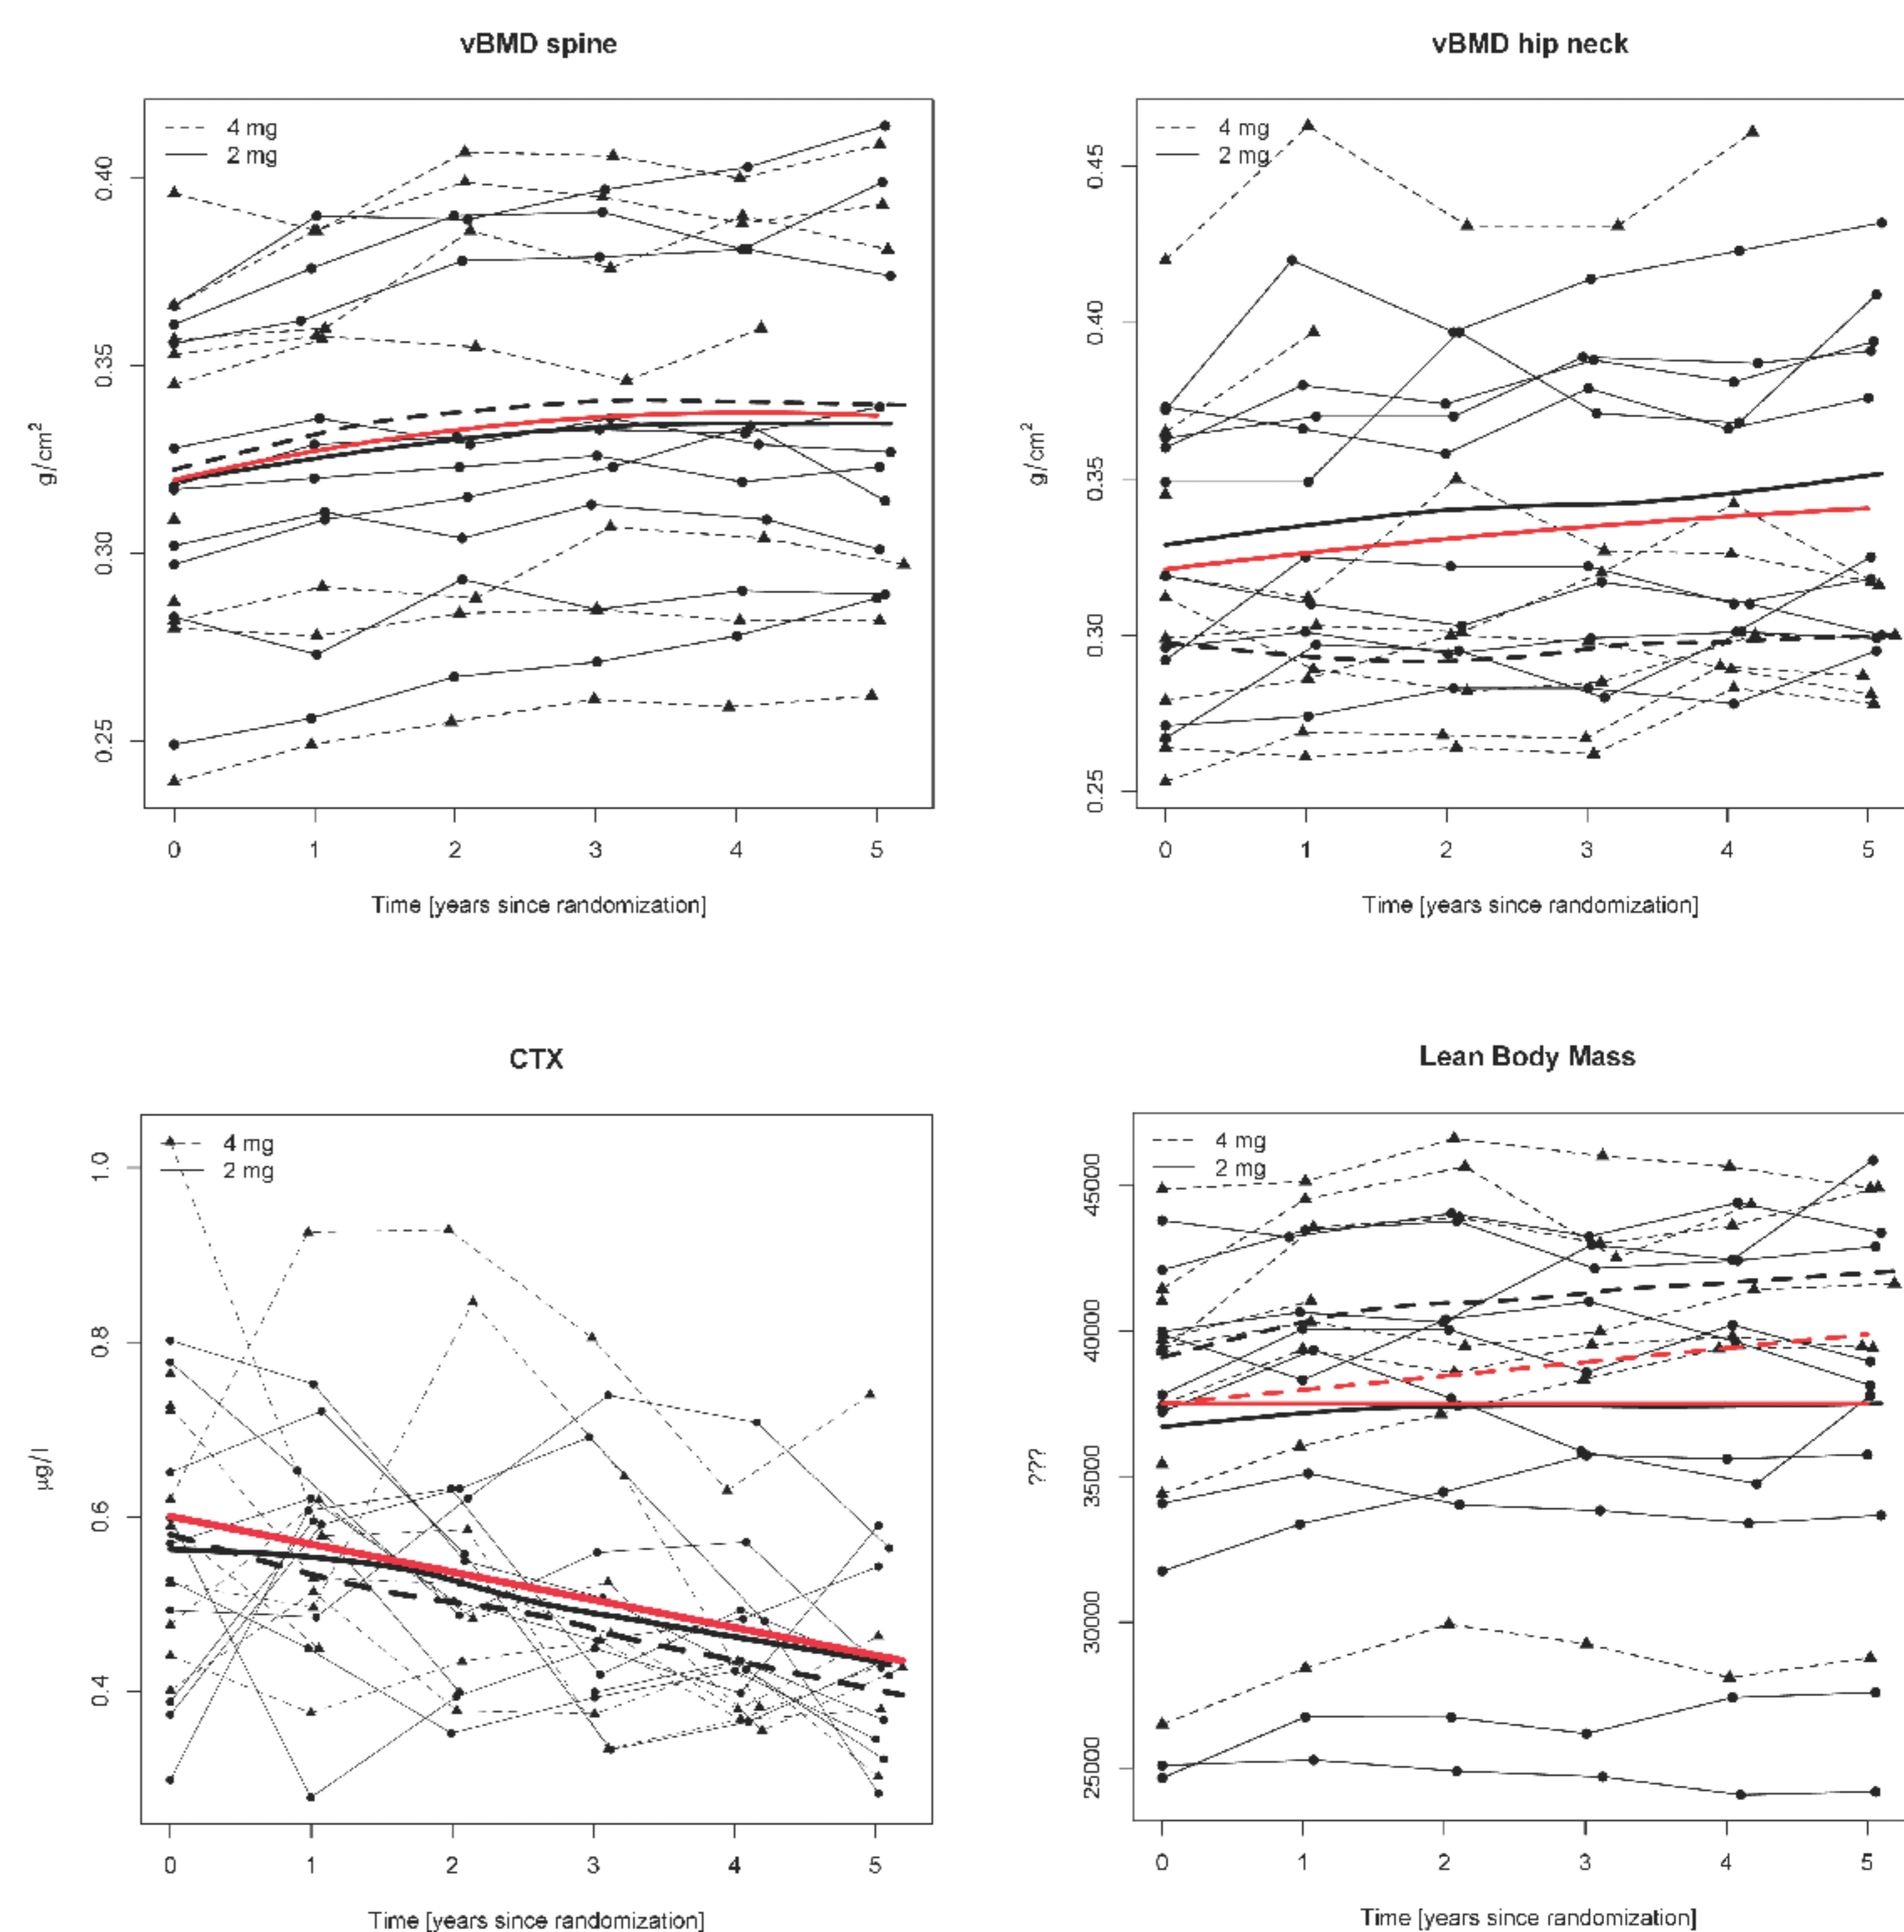 vBMD spine
4 mg
2 mg
g/cm²
0.25
0.30
0.35
0.40
0
1
2
3
4
5
Time [years since randomization]
vBMD hip neck
4 mg
2 mg
g/cm²
0.25
0.30
0.35
0.40
0.45
0
1
2
3
4
5
Time [years since randomization]
CTX
4 mg
2 mg
µg/l
0.4
0.6
0.8
1.0
0
1
2
3
4
5
Time [years since randomization]
Lean Body Mass
4 mg
2 mg
???
25000
30000
35000
40000
45000
0
1
2
3
4
5
Time [years since randomization]